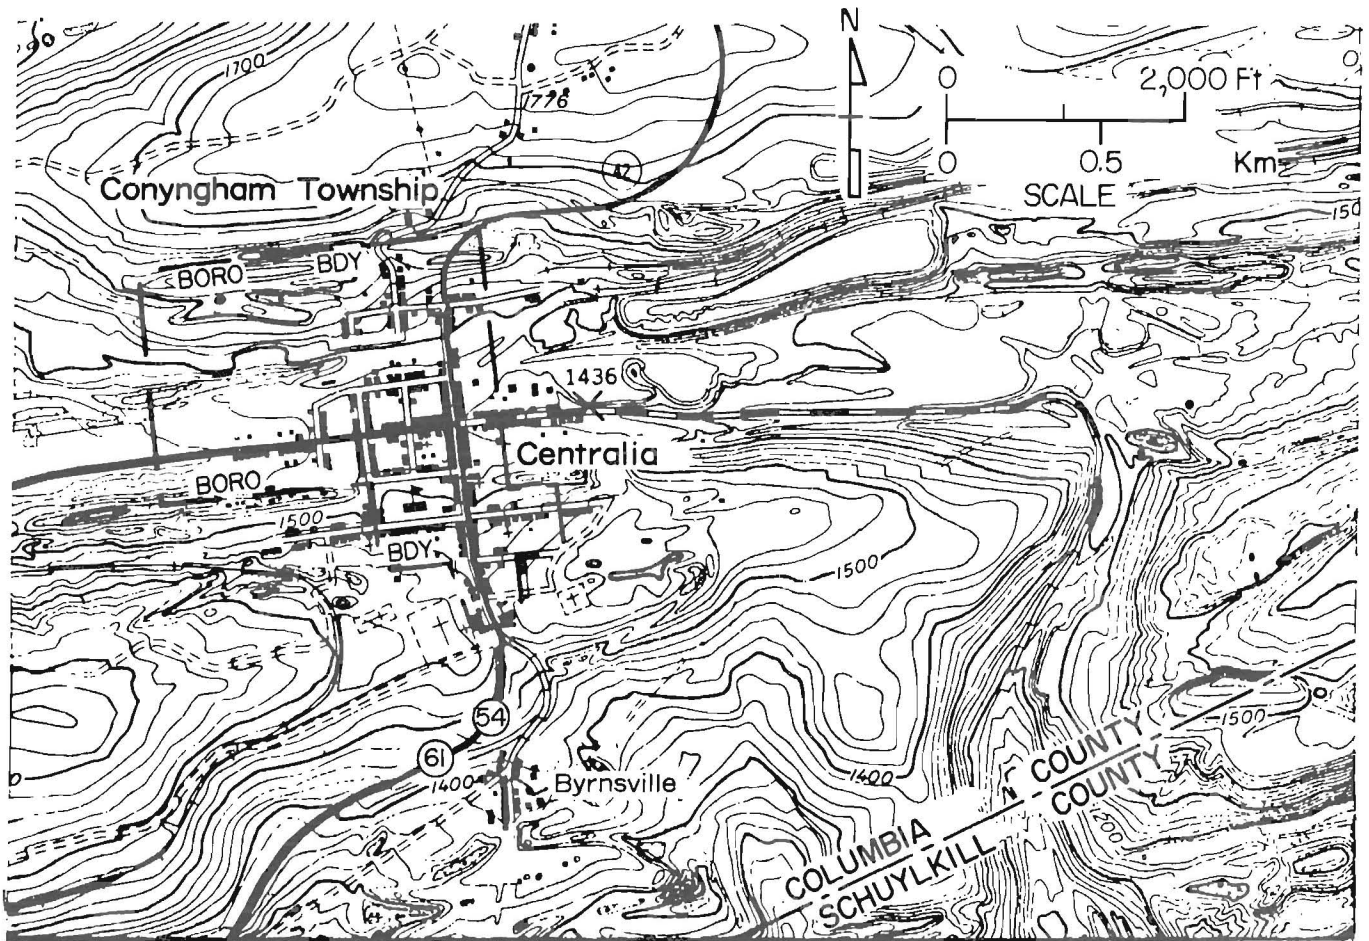 N
0 2,000 Ft
0 0.5 Km
SCALE
1700
1776
42
Conyngham Township
BORO BDY
1436
Centralia
BORO
1500
BDY
1500
54
61
1400
Byrnsville
1400
1500
COLUMBIA COUNTY
SCHUYLKILL COUNTY
1200